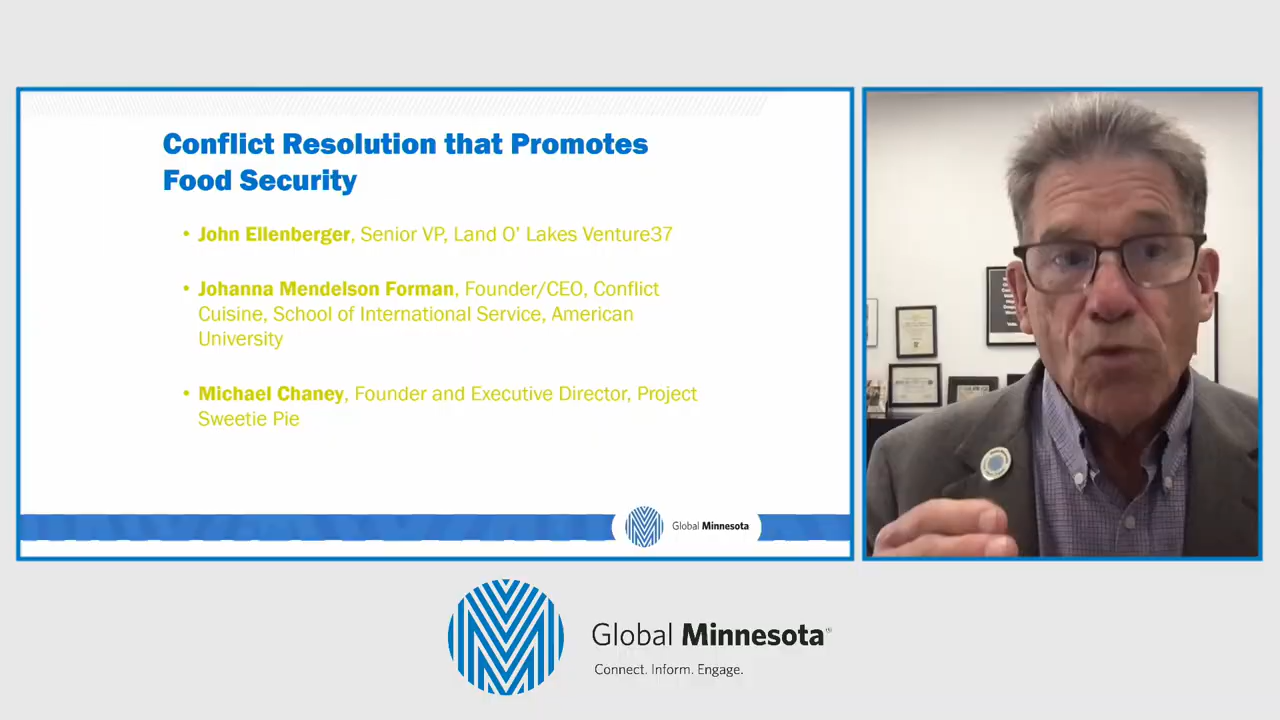 Conflict Resolution that Promotes
Food Security
• John Ellenberger, Senior VP, Land O' Lakes Venture37
• Johanna Mendelson Forman, Founder/CEO, Conflict
Cuisine, School of International Service, American
University
• Michael Chaney, Founder and Executive Director, Project
Sweetie Pie
Global Minnesota
Global Minnesota®
Connect. Inform. Engage.